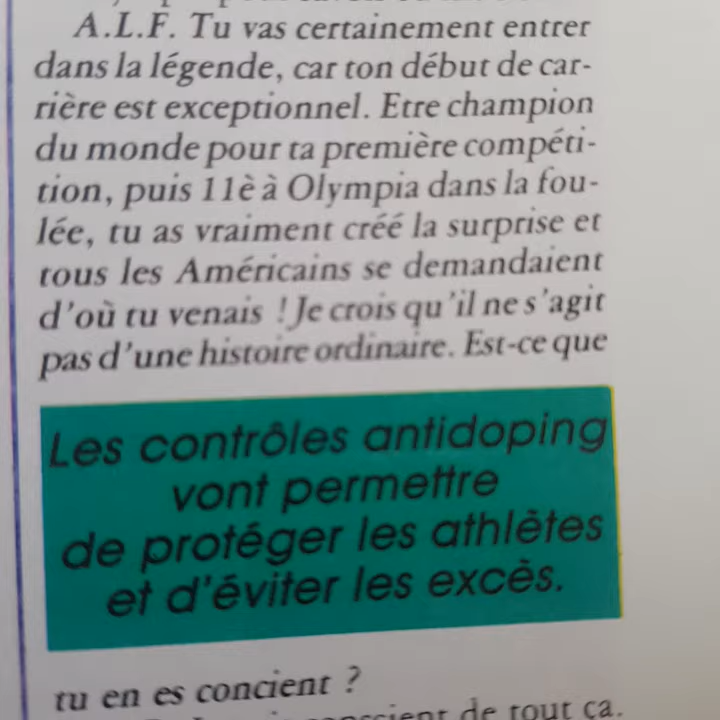 A.L.F. Tu vas certainement entrer
dans la légende, car ton début de car-
rière est exceptionnel. Etre champion
du monde pour ta première compéti-
tion, puis 11è à Olympia dans la fou-
lée, tu as vraiment créé la surprise et
tous les Américains se demandaient
d'où tu venais ! Je crois qu'il ne s'agit
pas d'une histoire ordinaire. Est-ce que
Les contrôles antidoping
vont permettre
de protéger les athlètes
et d'éviter les excès.
tu en es concient ?
de tout ça.